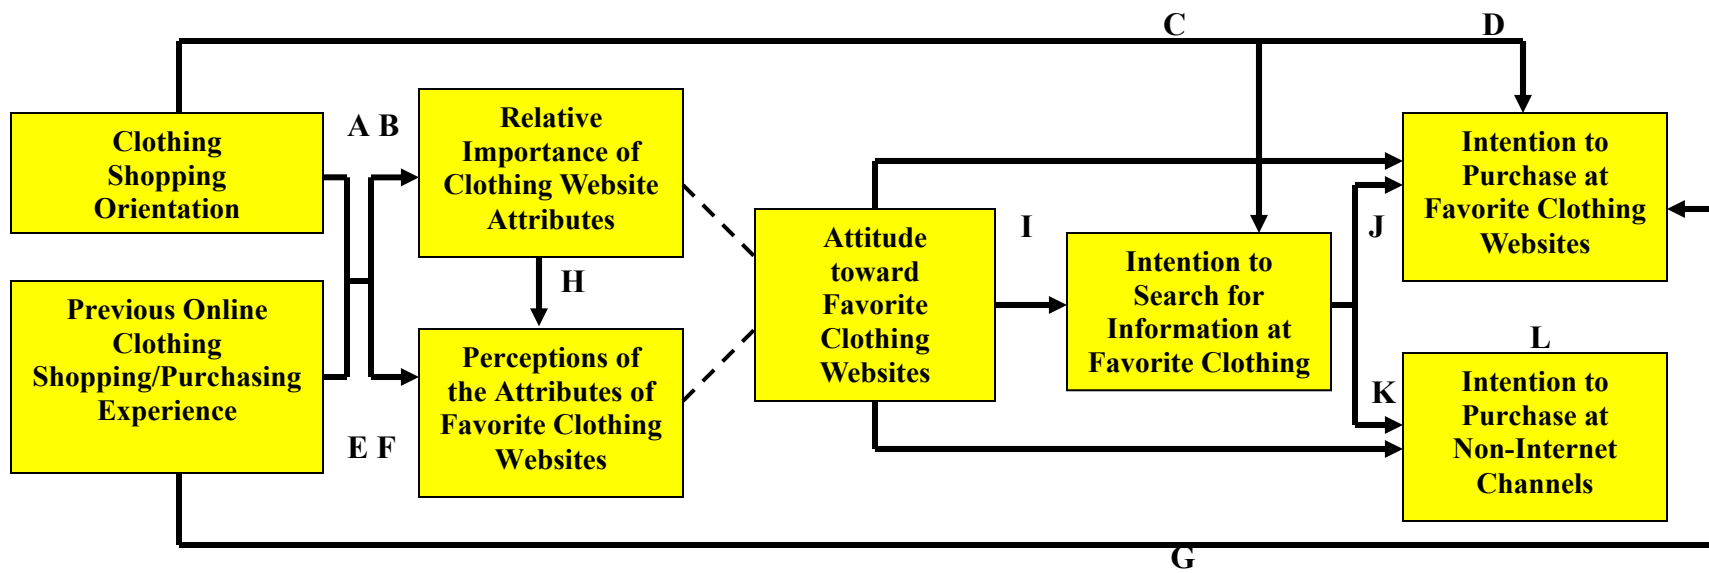 C
D
Clothing
Shopping
Orientation
A B
Relative
Importance of
Clothing Website
Attributes
Previous Online
Clothing
Shopping/Purchasing
Experience
E F
H
Perceptions of
the Attributes of
Favorite Clothing
Websites
Attitude
toward
Favorite
Clothing
Websites
I
Intention to
Search for
Information at
Favorite Clothing
J
K
Intention to
Purchase at
Favorite Clothing
Websites
L
Intention to
Purchase at
Non-Internet
Channels
G